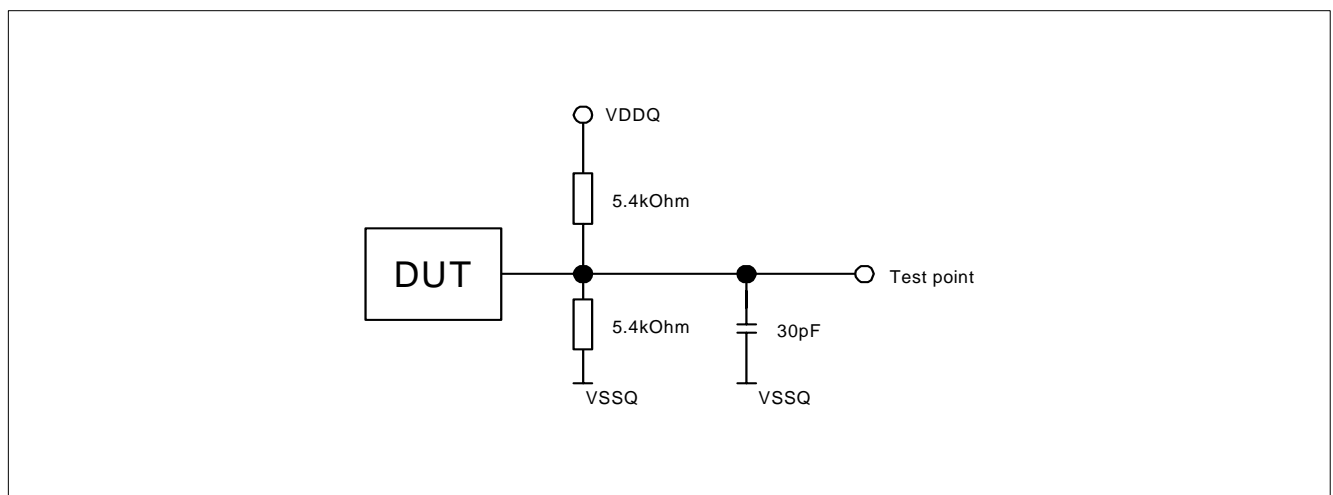 VDDQ
5.4kOhm
DUT
Test point
5.4kOhm
30pF
VSSQ
VSSQ